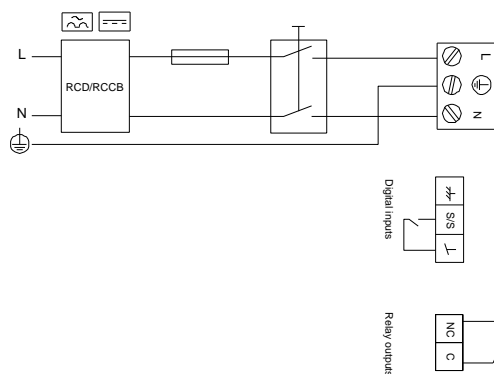 L
RCD/RCCB
N
L
N
Digital inputs
S/S
Relay outputs
NC
C